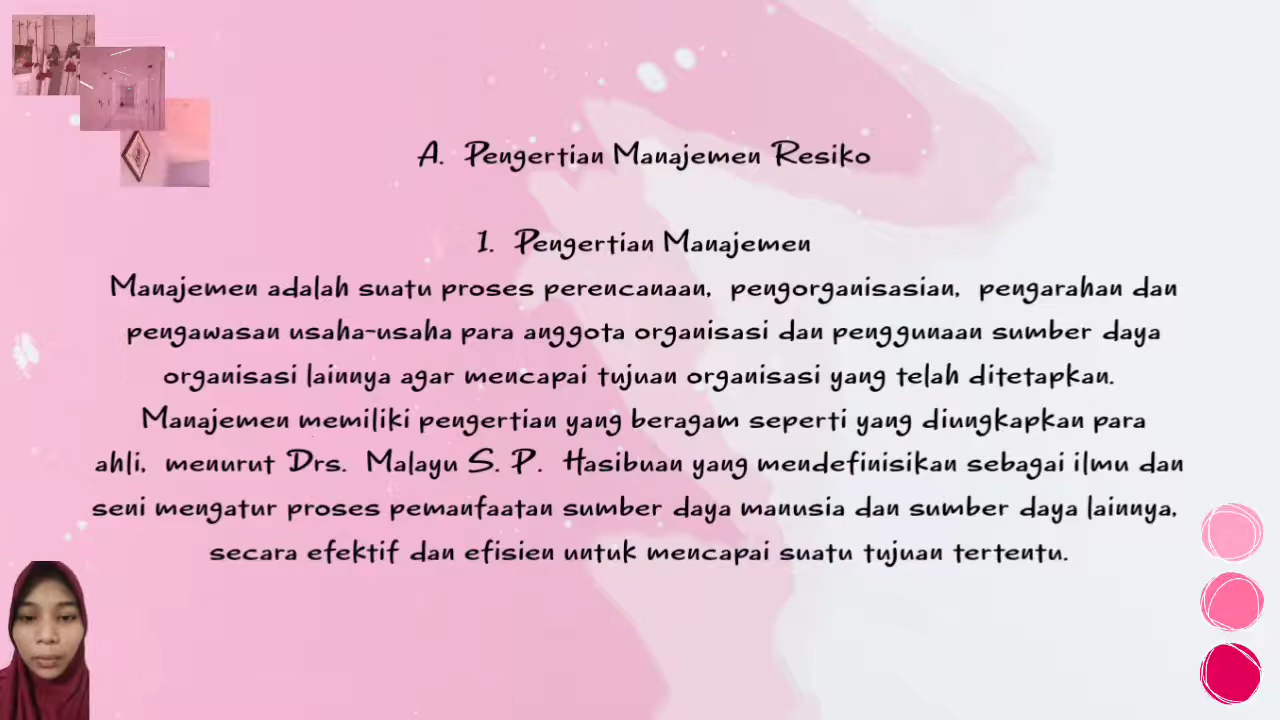 A. Pengertian Manajemen Resiko
1. Pengertian Manajemen
Manajemen adalah suatu proses perencanaan, pengorganisasian, pengarahan dan
pengawasan usaha-usaha para anggota organisasi dan penggunaan sumber daya
organisasi lainnya agar mencapai tujuan organisasi yang telah ditetapkan.
Manajemen memiliki pengertian yang beragam seperti yang diungkapkan para
ahli, menurut Drs. Malayu S. P. Hasibuan yang mendefinisikan sebagai ilmu dan
seni mengatur proses pemanfaatan sumber daya manusia dan sumber daya lainnya,
secara efektif dan efisien untuk mencapai suatu tujuan tertentu.